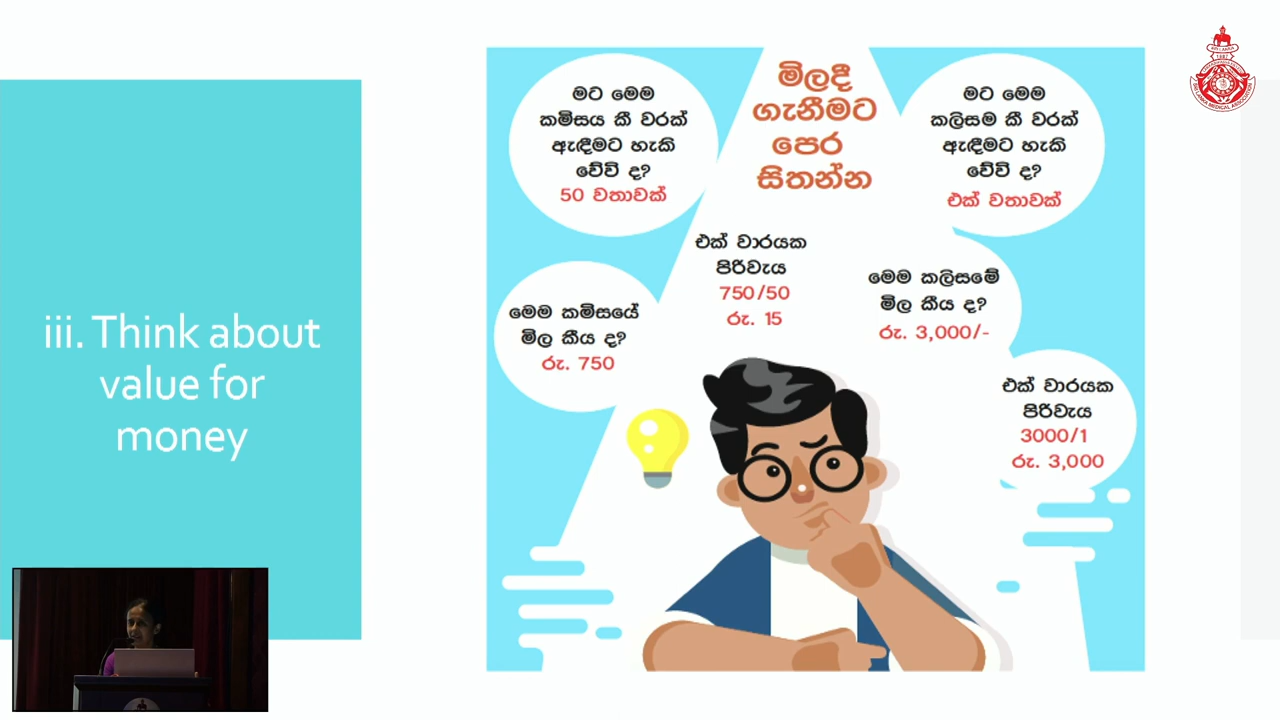 iii. Think about
value for
money
මිලදී
ගැනීමට
පෙර
සිතන්න
මට මෙම
කමිසය කී වරක්
ඇඳීමට හැකි
වේවි ද?
50 වතාවක්
මෙම කමිසයේ
මිල කීය ද?
රු. 750
එක් වාරයක
පිරිවැය
750/50
රු. 15
මට මෙම
කලිසම කී වරක්
ඇඳීමට හැකි
වේවි ද?
එක් වතාවක්
මෙම කලිසමේ
මිල කීය ද?
රු. 3,000/-
එක් වාරයක
පිරිවැය
3000/1
රු. 3,000